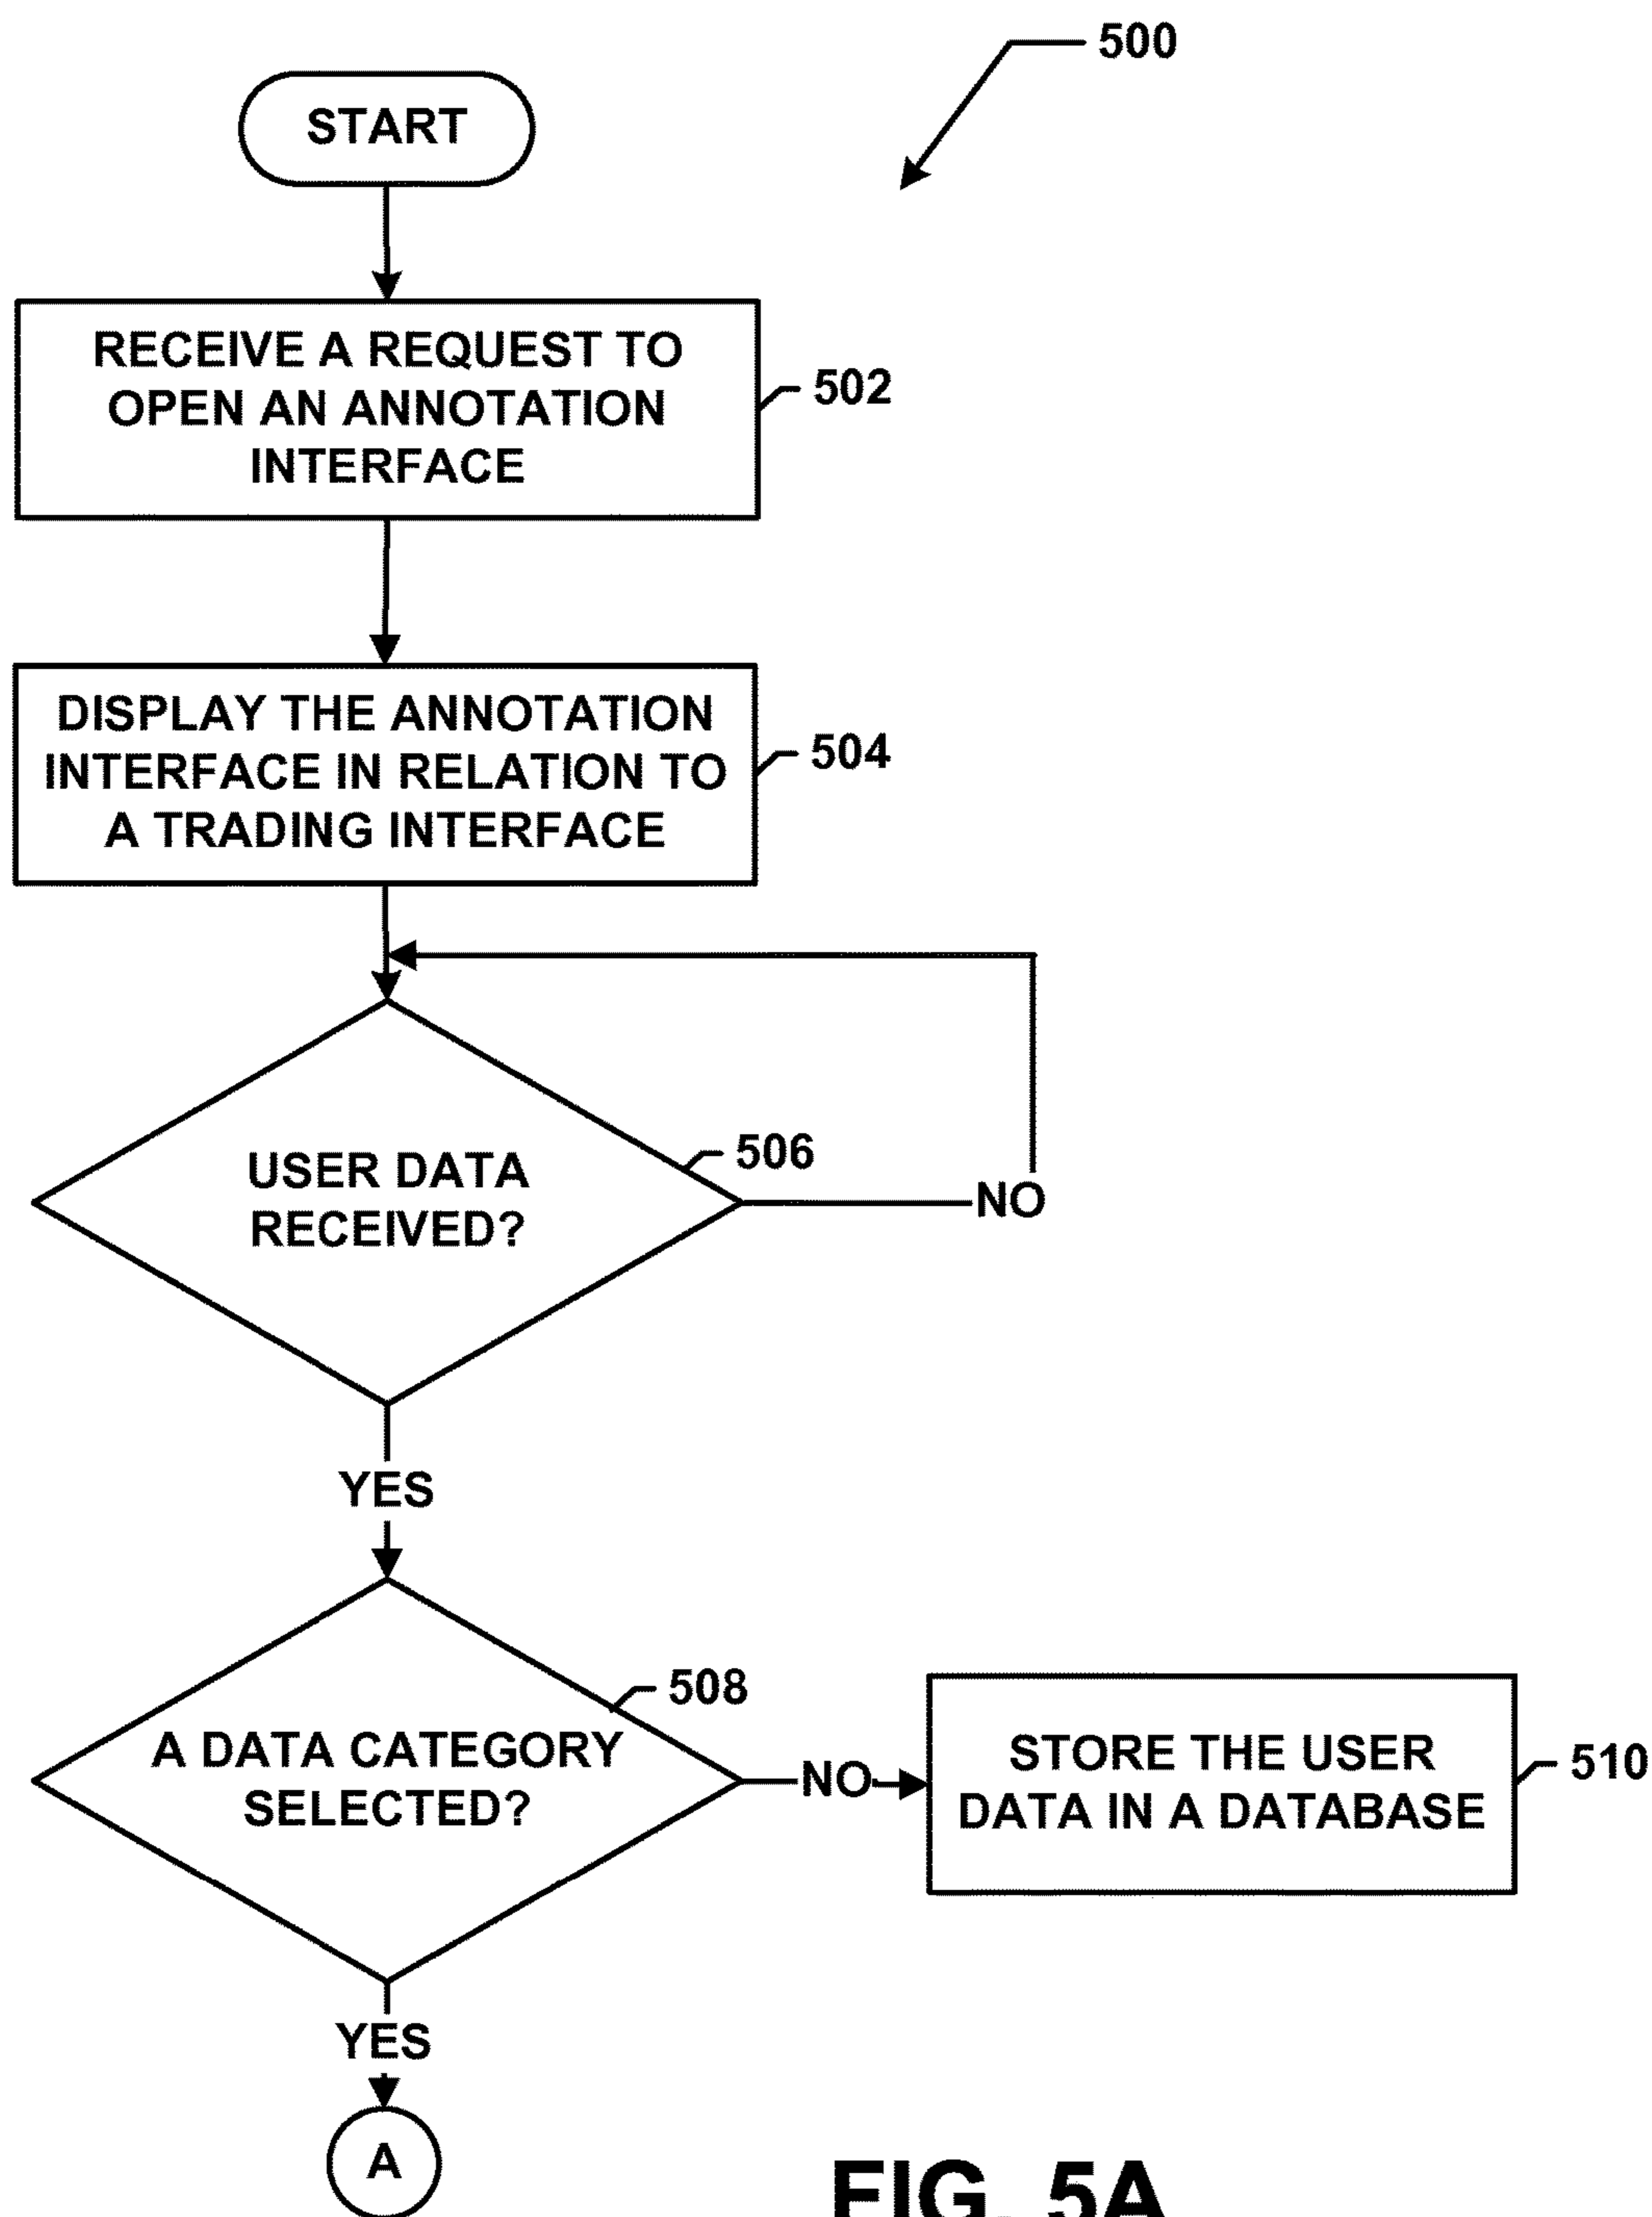 500
START
RECEIVE A REQUEST TO
OPEN AN ANNOTATION
INTERFACE
502
DISPLAY THE ANNOTATION
INTERFACE IN RELATION TO
A TRADING INTERFACE
504
USER DATA
RECEIVED?
506
NO
YES
A DATA CATEGORY
SELECTED?
508
NO
STORE THE USER
DATA IN A DATABASE
510
YES
A
FIG. 5A